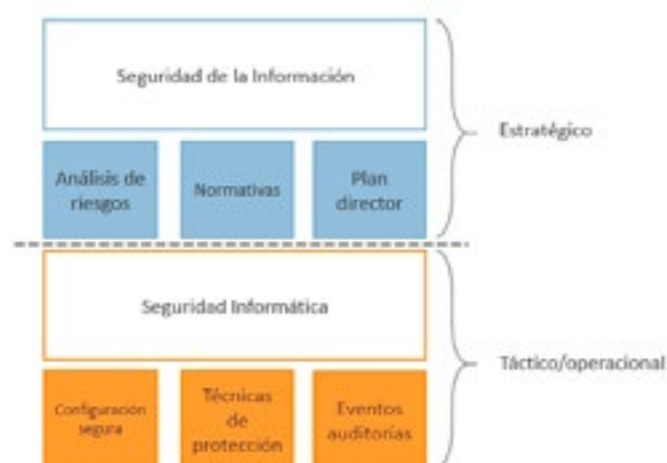 Seguridad de la Información
Estratégico
Análisis de
riesgos
Normativas
Plan
director
Seguridad Informática
Táctico/operacional
Configuración
segura
Técnicas
de
protección
Eventos
auditorías